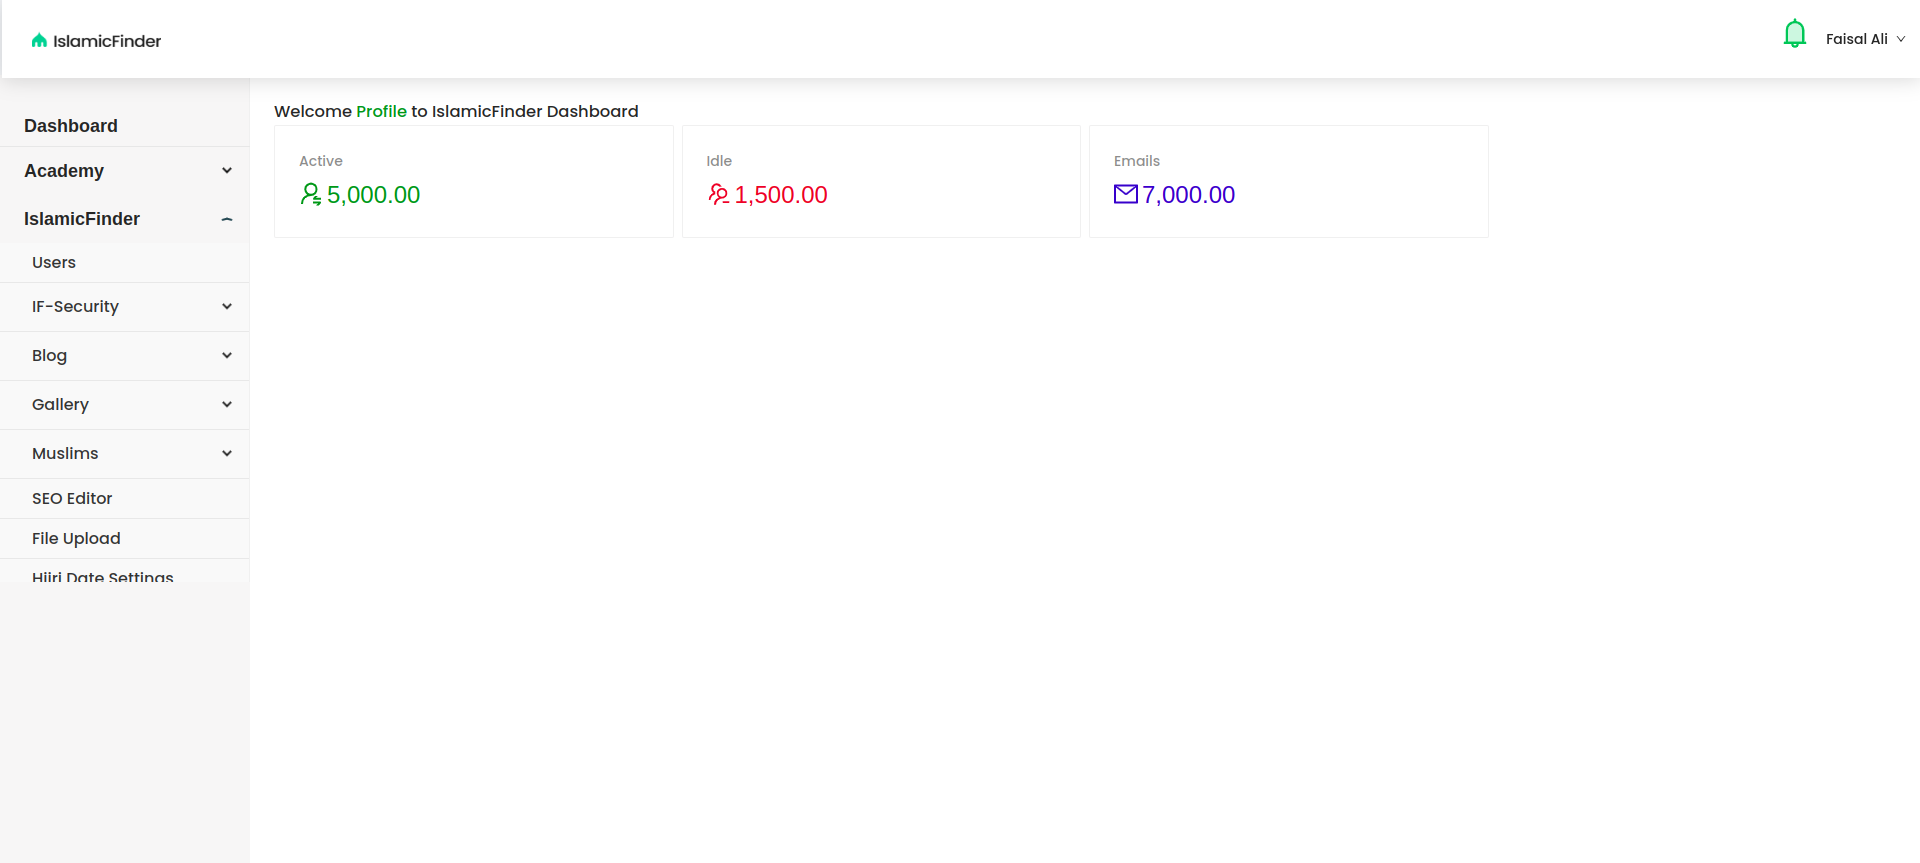 IslamicFinder
Faisal Ali
Dashboard
Academy
IslamicFinder
Users
IF-Security
Blog
Gallery
Muslims
SEO Editor
File Upload
Hijri Date Settings
Welcome Profile to IslamicFinder Dashboard
Active
5,000.00
Idle
1,500.00
Emails
7,000.00